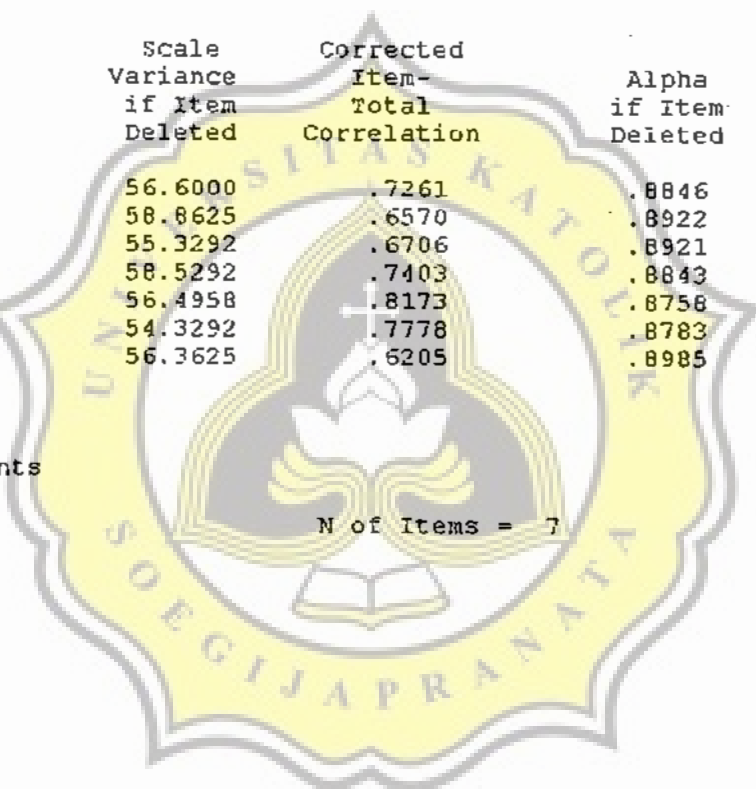 Scale Corrected
Variance Item- Alpha
if Item Total if Item
Deleted Correlation Deleted
56.6000 .7261 .8846
58.8625 .6570 .8922
55.3292 .6706 .8921
58.5292 .7403 .8843
56.4958 .8173 .8758
54.3292 .7778 .8783
56.3625 .6205 .8985
nts
N of Items = 7
UNIVERSITAS KATOLIK
SOEGIJAPRANATA